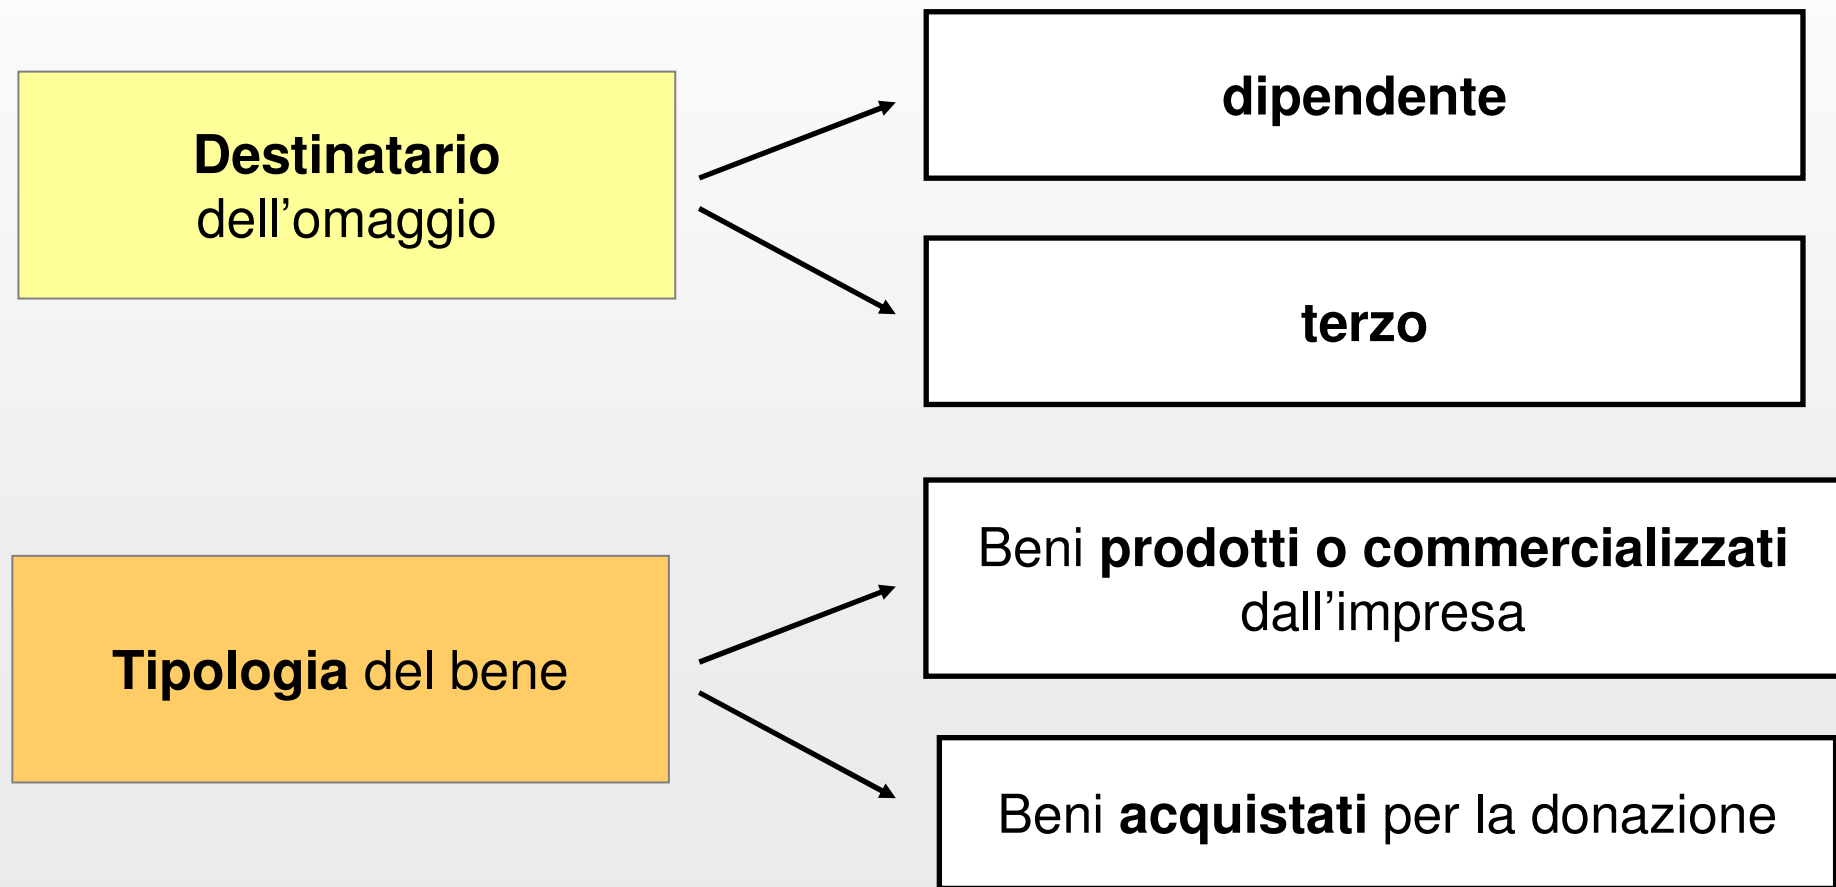 Destinatario
dell’omaggio
dipendente
terzo
Tipologia del bene
Beni prodotti o commercializzati
dall’impresa
Beni acquistati per la donazione